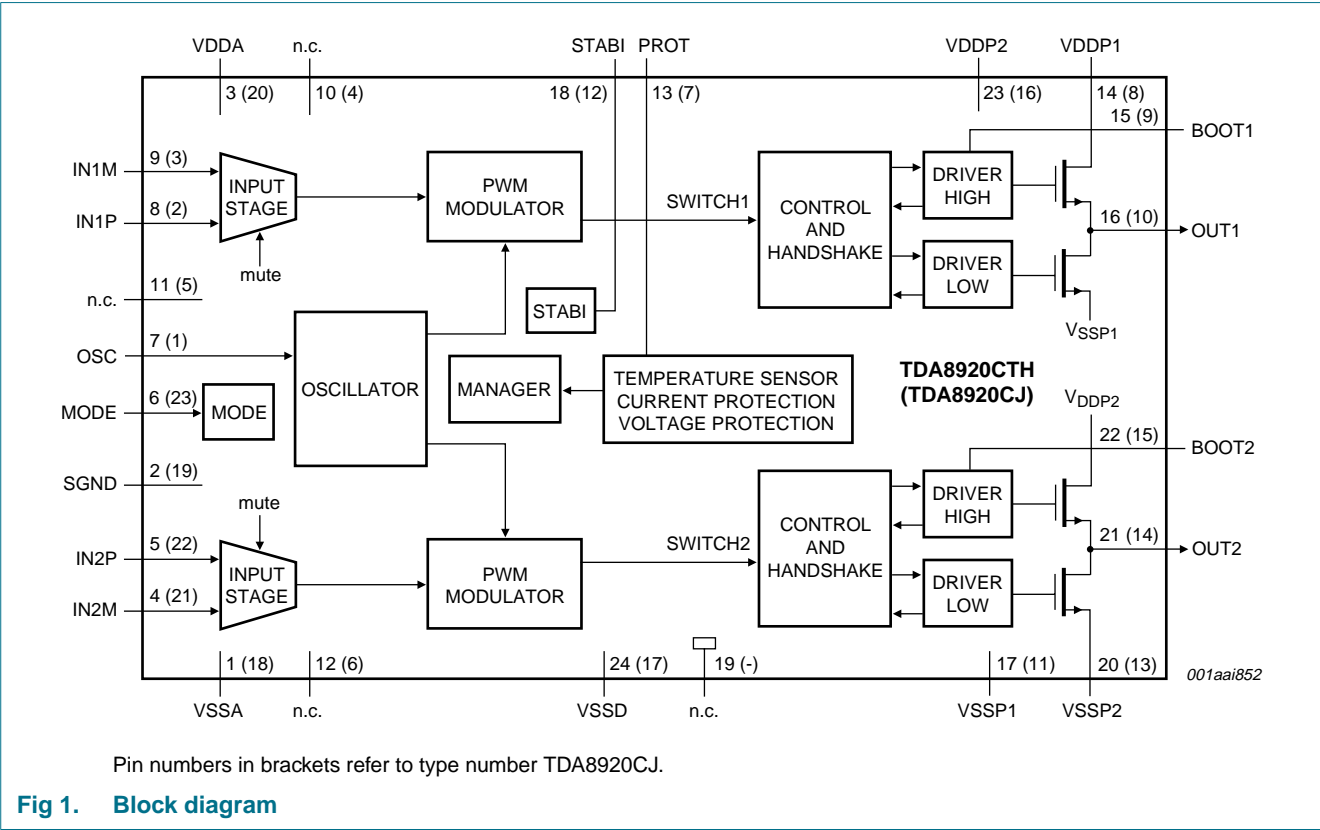 VDDA n.c. STABI PROT VDDP2 VDDP1
3 (20) 10 (4) 18 (12) 13 (7) 23 (16) 14 (8)
15 (9) BOOT1
IN1M 9 (3)
INPUT
STAGE
IN1P 8 (2)
mute
PWM
MODULATOR
SWITCH1
CONTROL
AND
HANDSHAKE
DRIVER
HIGH
16 (10) OUT1
DRIVER
LOW
VSSP1
n.c. 11 (5)
STABI
OSC 7 (1)
OSCILLATOR
MANAGER
TEMPERATURE SENSOR
CURRENT PROTECTION
VOLTAGE PROTECTION
TDA8920CTH
(TDA8920CJ)
MODE 6 (23) MODE
VDDP2
22 (15) BOOT2
SGND 2 (19)
mute
IN2P 5 (22)
INPUT
STAGE
IN2M 4 (21)
PWM
MODULATOR
SWITCH2
CONTROL
AND
HANDSHAKE
DRIVER
HIGH
21 (14) OUT2
DRIVER
LOW
1 (18) 12 (6) 24 (17) 19 (-) 17 (11) 20 (13)
001aai852
VSSA n.c. VSSD n.c. VSSP1 VSSP2
Pin numbers in brackets refer to type number TDA8920CJ.
Fig 1. Block diagram